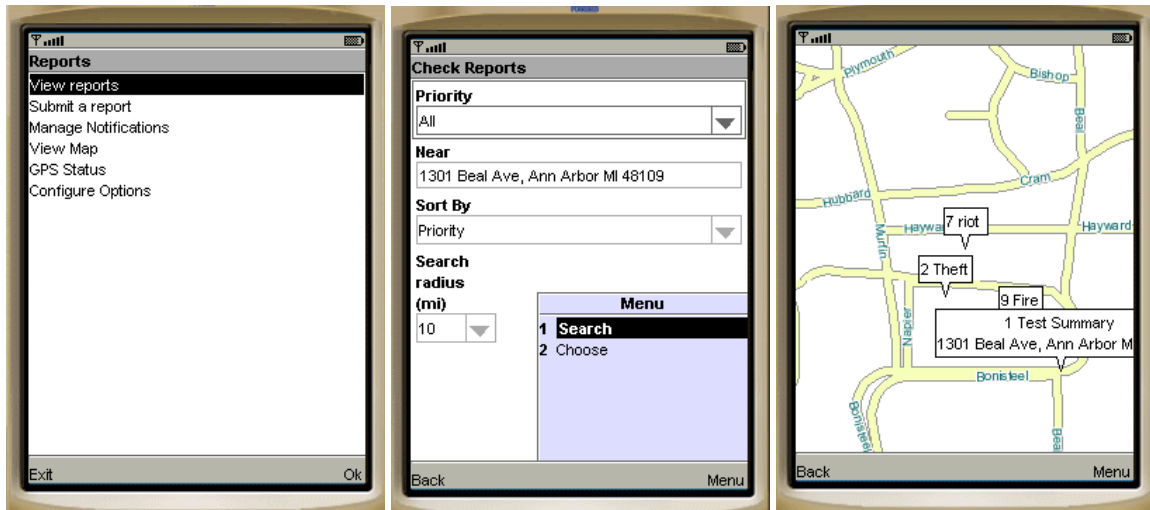 Reports
View reports
Submit a report
Manage Notifications
View Map
GPS Status
Configure Options
Exit
Ok
Check Reports
Priority
All
Near
1301 Beal Ave, Ann Arbor MI 48109
Sort By
Priority
Search
radius
(mi)
10
Menu
1 Search
2 Choose
Back
Menu
Plymouth
Bishop
Beal
Cram
Hubbard
Murfin
Haywa
7 riot
Hayward
2 Theft
9 Fire
Napier
1 Test Summary
1301 Beal Ave, Ann Arbor M
Bonisteel
Bonisteel
Beal
Back
Menu